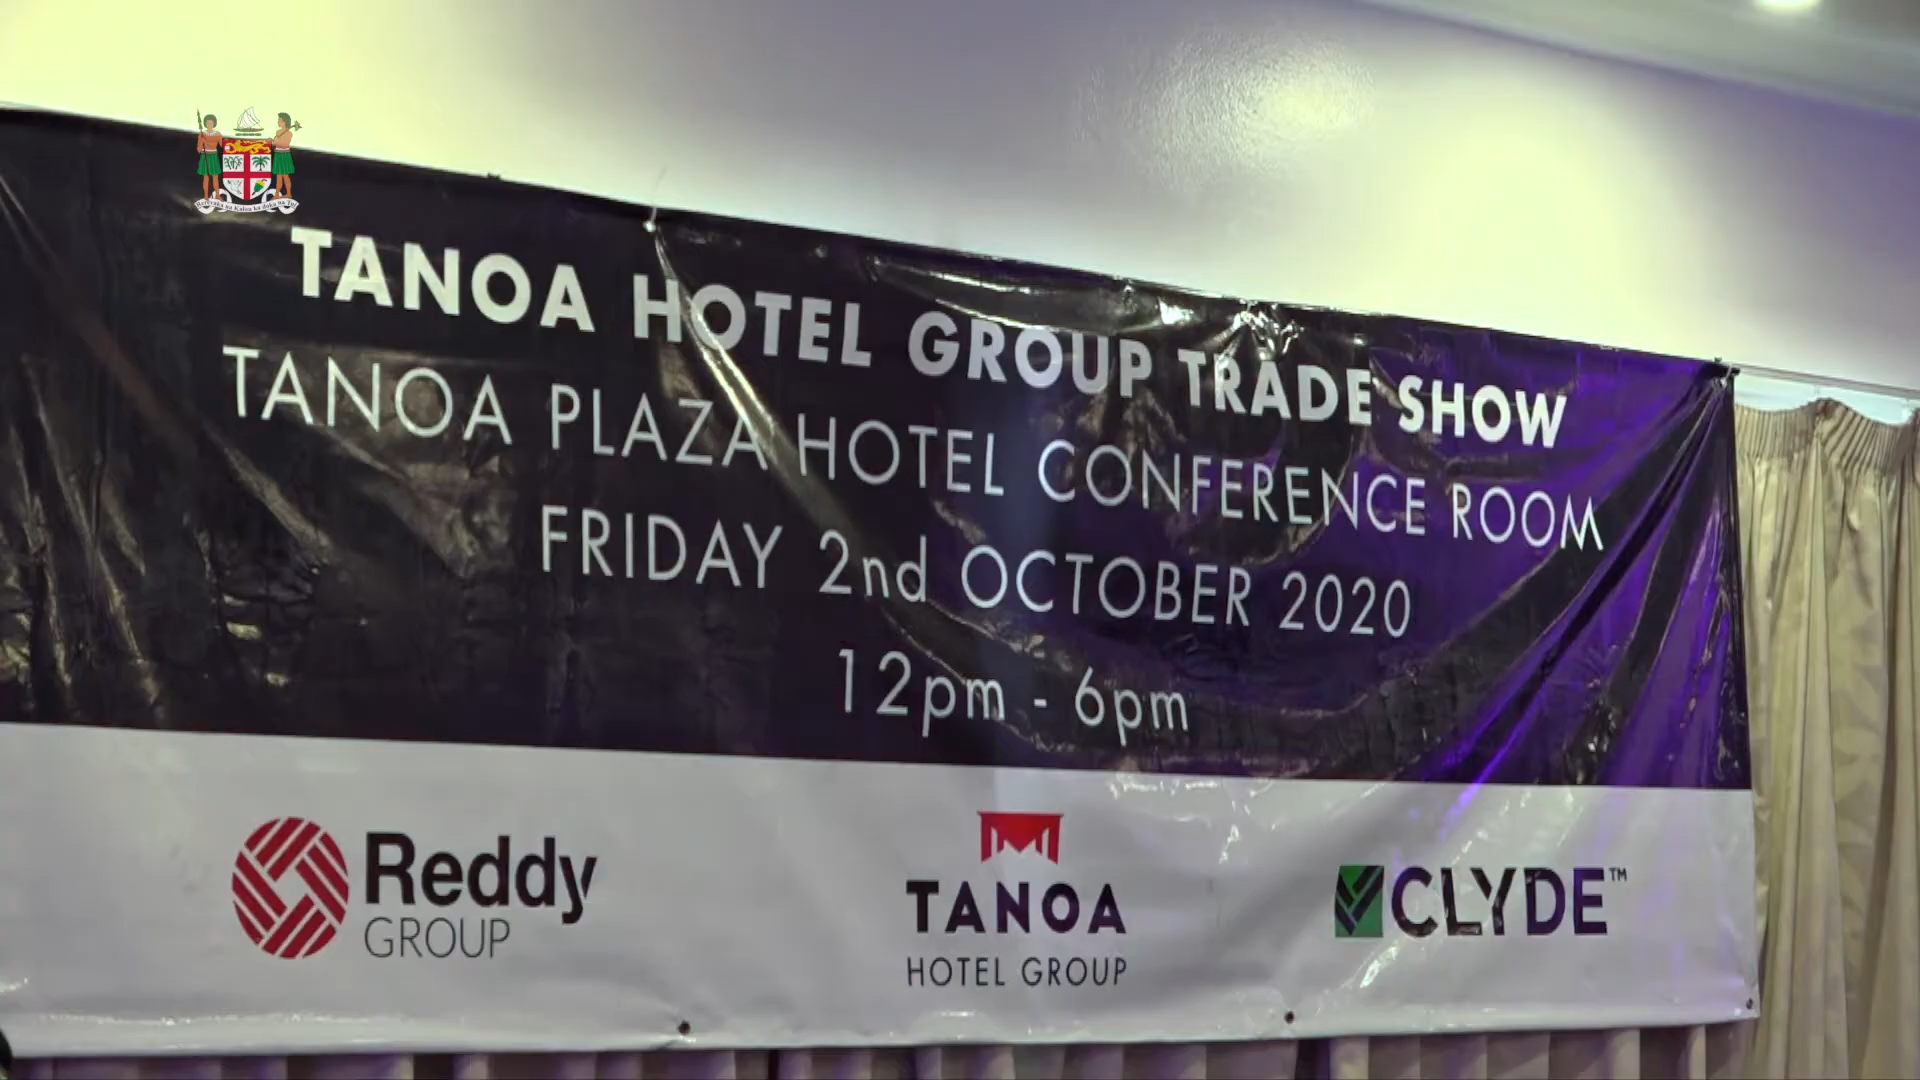 TANOA HOTEL GROUP TRADE SHOW
TANOA PLAZA HOTEL CONFERENCE ROOM
FRIDAY 2nd OCTOBER 2020
12pm - 6pm
Reddy
GROUP
TANOA
HOTEL GROUP
CLYDE™